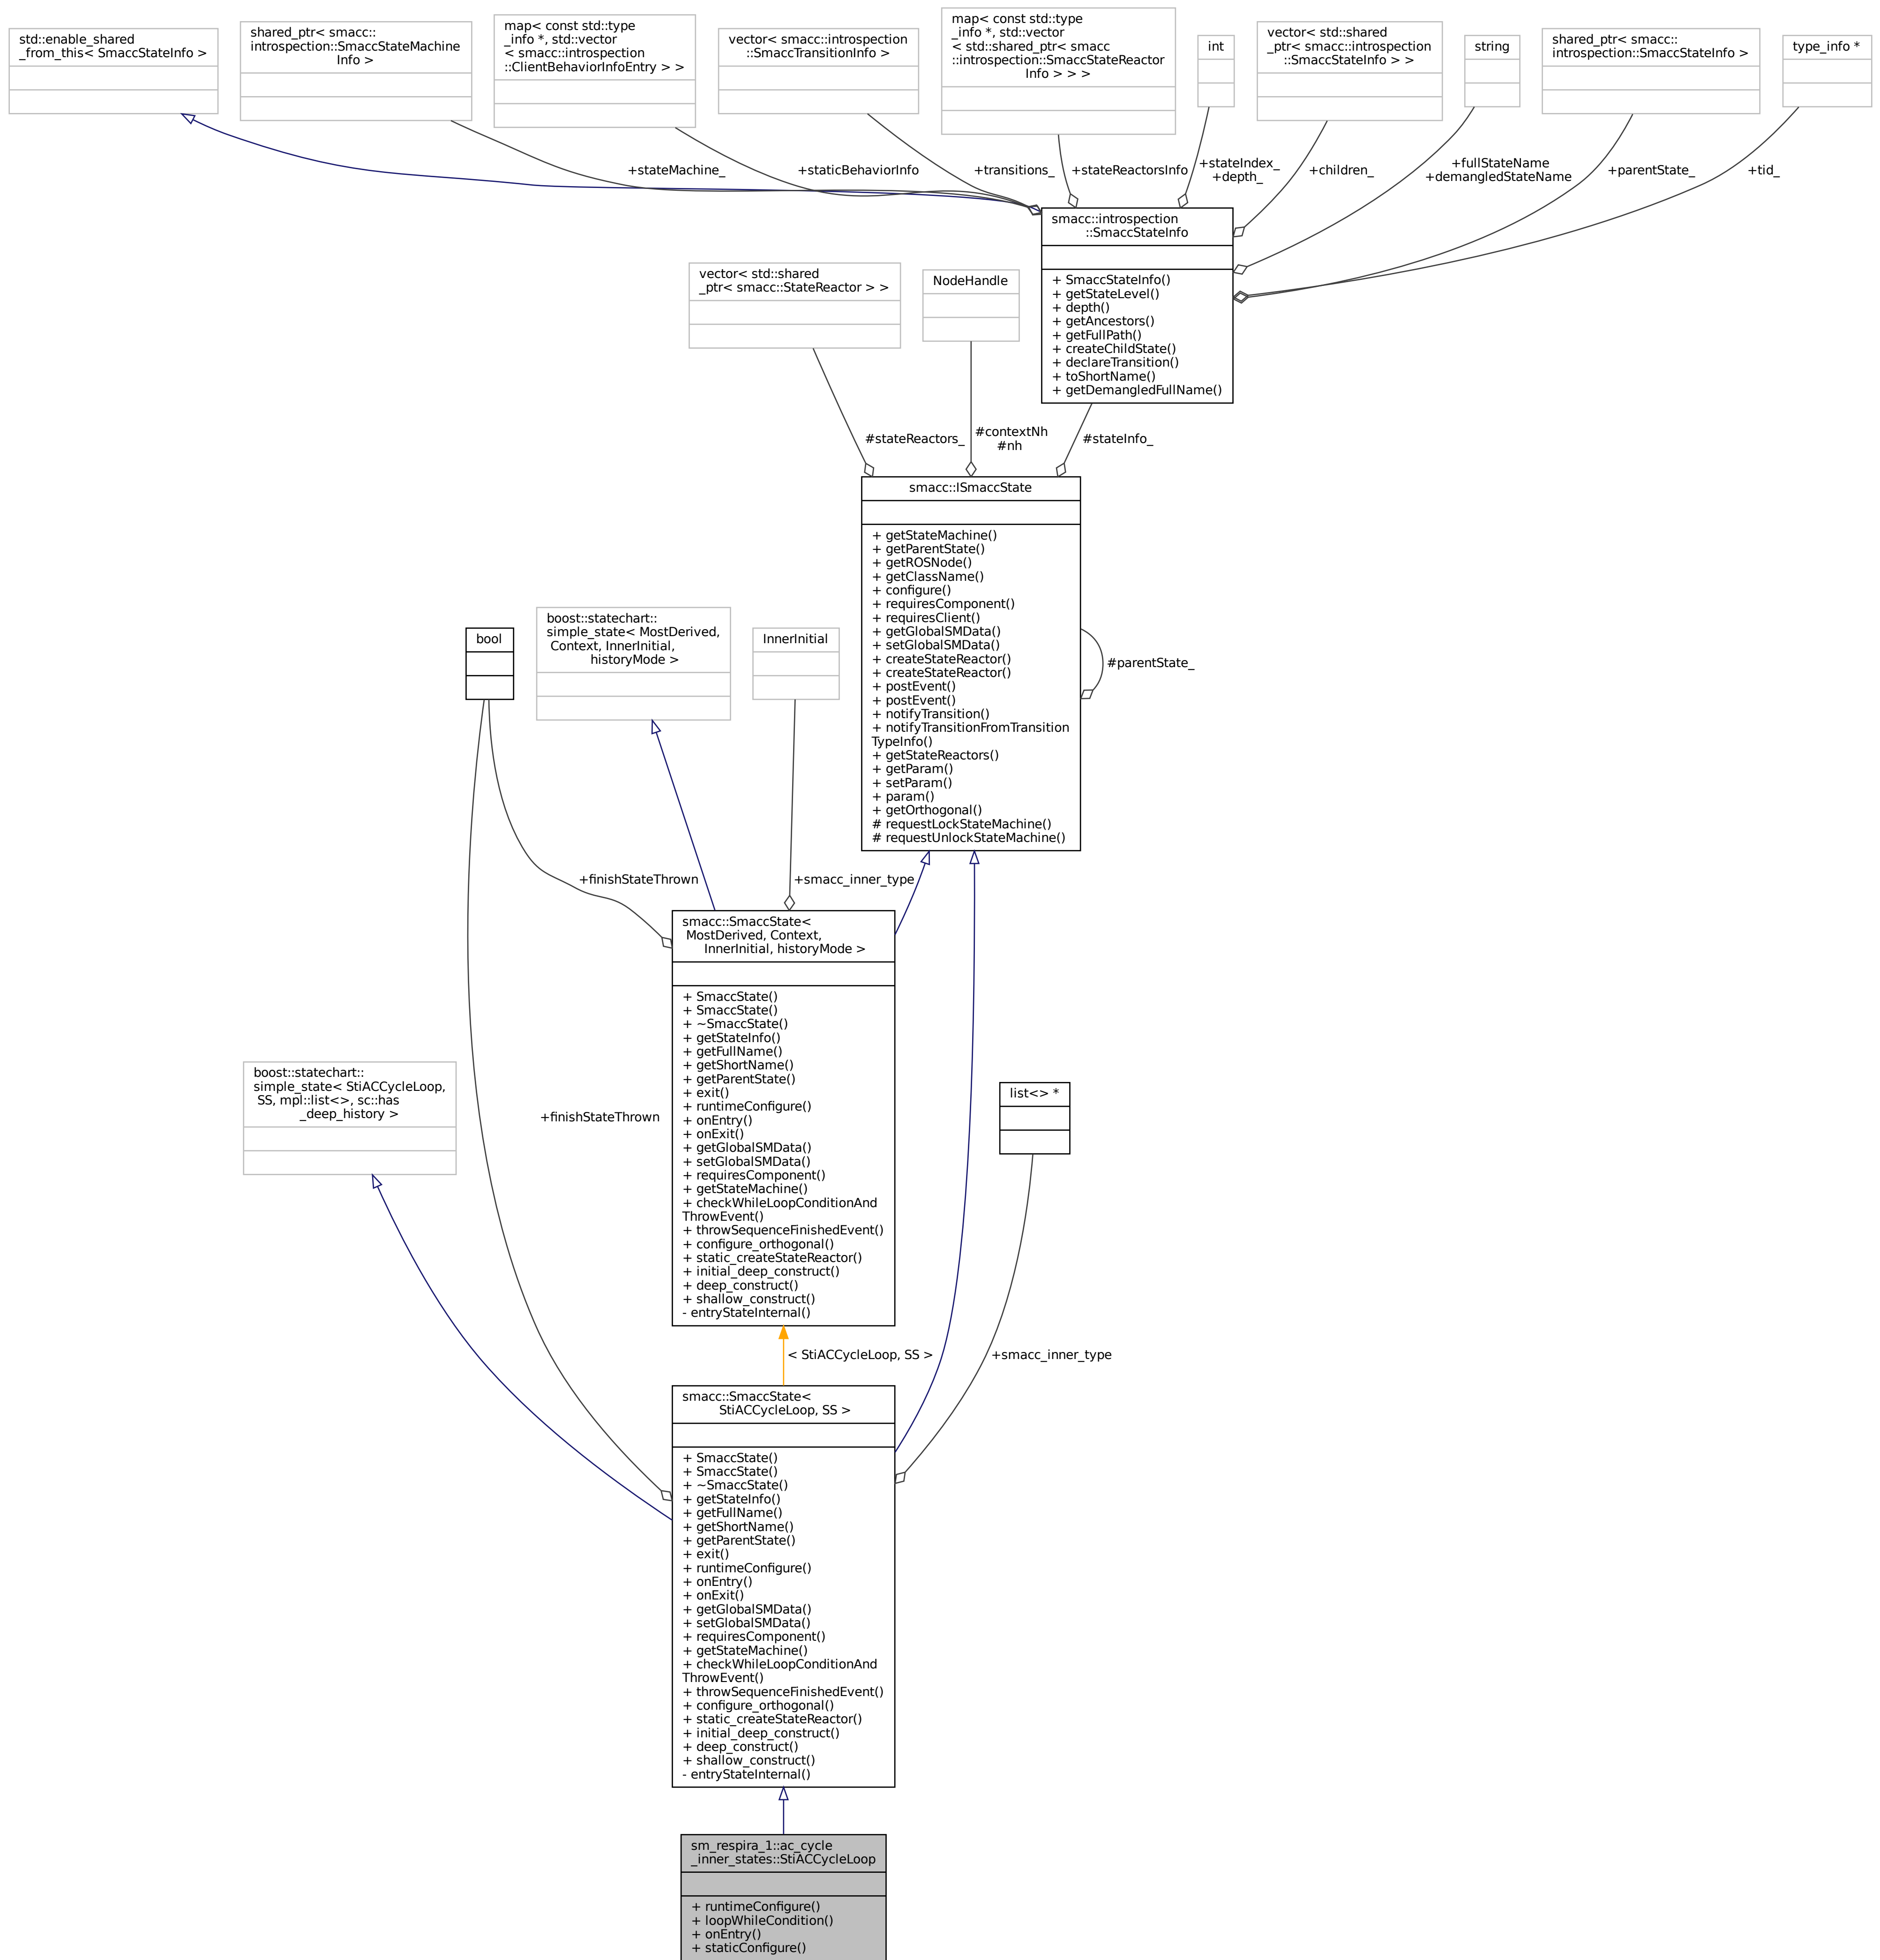 std::enable_shared
_from_this< SmaccStateInfo >
shared_ptr< smacc::
introspection::SmaccStateMachine
Info >
map< const std::type
_info *, std::vector
< smacc::introspection
::ClientBehaviorInfoEntry > >
vector< smacc::introspection
::SmaccTransitionInfo >
map< const std::type
_info *, std::vector
< std::shared_ptr< smacc
::introspection::SmaccStateReactor
Info > > >
int
vector< std::shared
_ptr< smacc::introspection
::SmaccStateInfo > >
string
shared_ptr< smacc::
introspection::SmaccStateInfo >
type_info *
+stateMachine_
+staticBehaviorInfo
+transitions_
+stateReactorsInfo
+stateIndex_
+depth_
+children_
+fullStateName
+demangledStateName
+parentState_
+tid_
smacc::introspection
::SmaccStateInfo
+ SmaccStateInfo()
+ getStateLevel()
+ depth()
+ getAncestors()
+ getFullPath()
+ createChildState()
+ declareTransition()
+ toShortName()
+ getDemangledFullName()
vector< std::shared
_ptr< smacc::StateReactor > >
NodeHandle
#stateReactors_
#contextNh
#nh
#stateInfo_
smacc::ISmaccState
+ getStateMachine()
+ getParentState()
+ getROSNode()
+ getClassName()
+ configure()
+ requiresComponent()
+ requiresClient()
+ getGlobalSMData()
+ setGlobalSMData()
+ createStateReactor()
+ createStateReactor()
+ postEvent()
+ postEvent()
+ notifyTransition()
+ notifyTransitionFromTransition
TypeInfo()
+ getStateReactors()
+ getParam()
+ setParam()
+ param()
+ getOrthogonal()
# requestLockStateMachine()
# requestUnlockStateMachine()
#parentState_
bool
boost::statechart::
simple_state< MostDerived,
Context, InnerInitial,
historyMode >
InnerInitial
+finishStateThrown
+smacc_inner_type
smacc::SmaccState<
MostDerived, Context,
InnerInitial, historyMode >
+ SmaccState()
+ SmaccState()
+ ~SmaccState()
+ getStateInfo()
+ getFullName()
+ getShortName()
+ getParentState()
+ exit()
+ runtimeConfigure()
+ onEntry()
+ onExit()
+ getGlobalSMData()
+ setGlobalSMData()
+ requiresComponent()
+ getStateMachine()
+ checkWhileLoopConditionAnd
ThrowEvent()
+ throwSequenceFinishedEvent()
+ configure_orthogonal()
+ static_createStateReactor()
+ initial_deep_construct()
+ deep_construct()
+ shallow_construct()
- entryStateInternal()
boost::statechart::
simple_state< StiACCycleLoop,
SS, mpl::list<>, sc::has
_deep_history >
+finishStateThrown
list<> *
< StiACCycleLoop, SS >
+smacc_inner_type
smacc::SmaccState<
StiACCycleLoop, SS >
+ SmaccState()
+ SmaccState()
+ ~SmaccState()
+ getStateInfo()
+ getFullName()
+ getShortName()
+ getParentState()
+ exit()
+ runtimeConfigure()
+ onEntry()
+ onExit()
+ getGlobalSMData()
+ setGlobalSMData()
+ requiresComponent()
+ getStateMachine()
+ checkWhileLoopConditionAnd
ThrowEvent()
+ throwSequenceFinishedEvent()
+ configure_orthogonal()
+ static_createStateReactor()
+ initial_deep_construct()
+ deep_construct()
+ shallow_construct()
- entryStateInternal()
sm_respira_1::ac_cycle
_inner_states::StiACCycleLoop
+ runtimeConfigure()
+ loopWhileCondition()
+ onEntry()
+ staticConfigure()